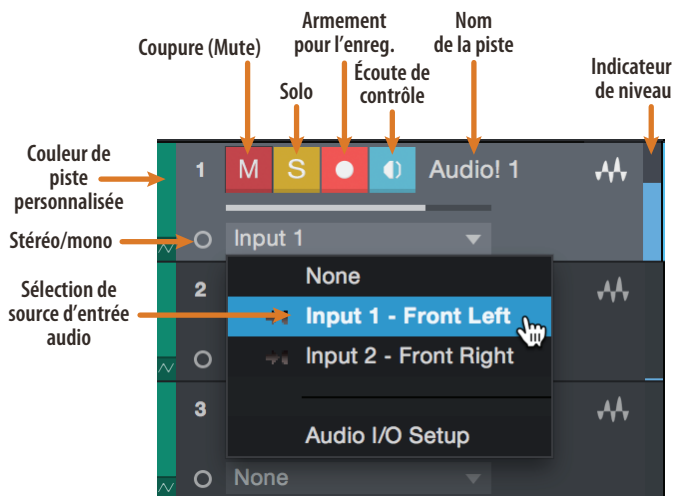 Armement
pour l'enreg.
Nom
de la piste
Coupure (Mute)
Écoute de
contrôle
Solo
Indicateur
de niveau
Couleur de
piste
personnalisée
1 M S Audio! 1
Stéréo/mono
Input 1
Sélection de
source d'entrée
audio
2
None
Input 1 - Front Left
Input 2 - Front Right
3
Audio I/O Setup
None